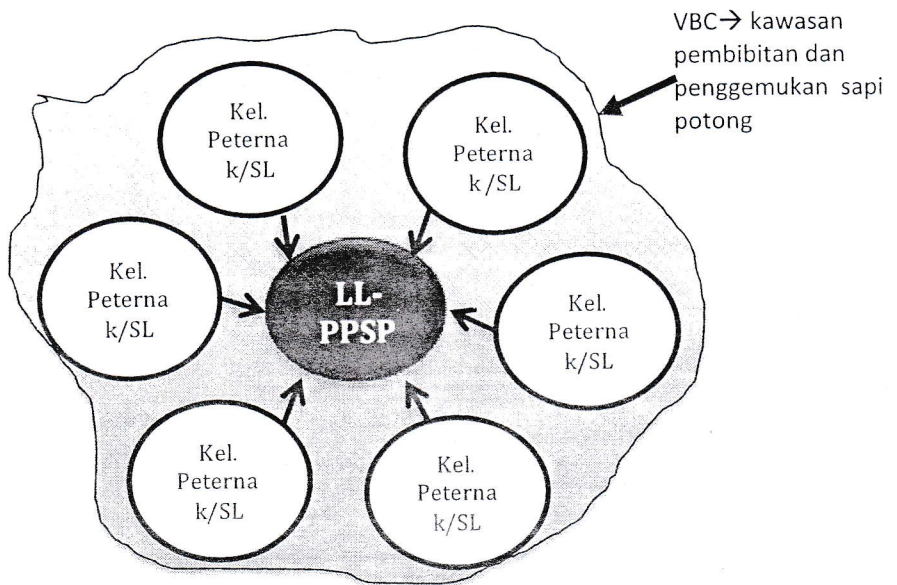 VBC→ kawasan
pembibitan dan
penggemukan sapi
potong
Kel.
Peterna
k/SL
Kel.
Peterna
k/SL
Kel.
Peterna
k/SL
LL-
PPSP
Kel.
Peterna
k/SL
Kel.
Peterna
k/SL
Kel.
Peterna
k/SL